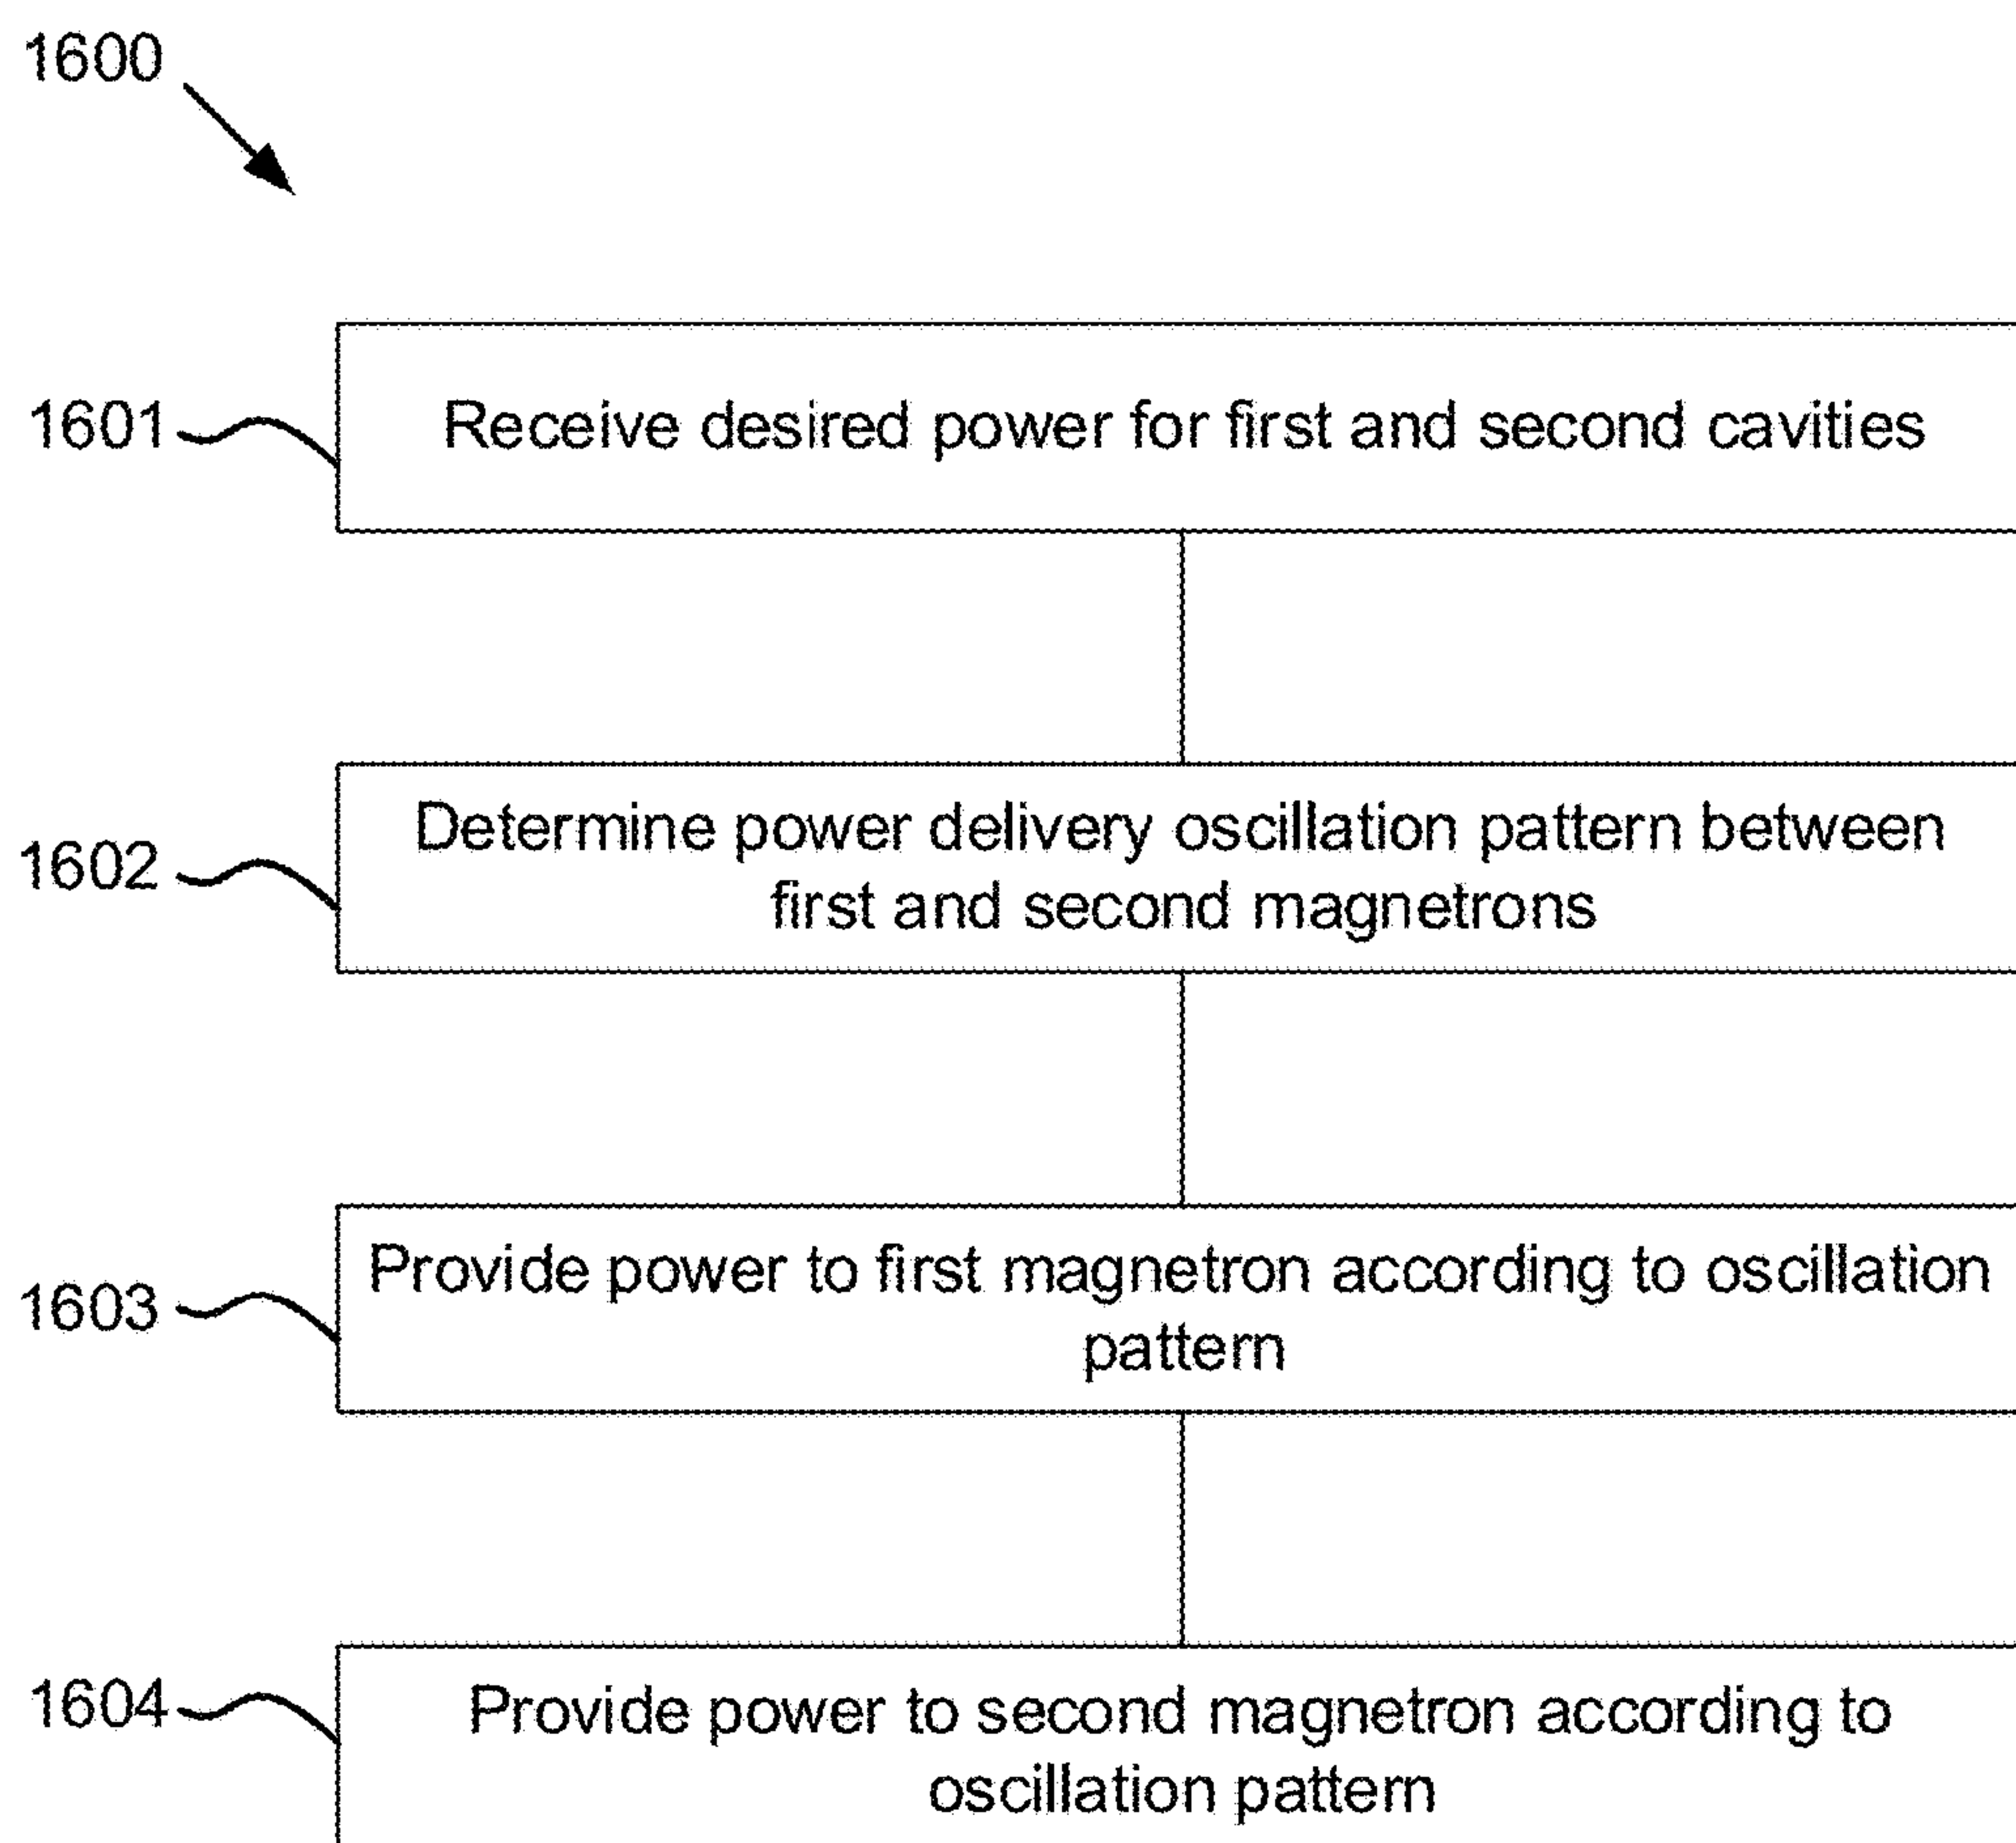 1600
1601
Receive desired power for first and second cavities
1602
Determine power delivery oscillation pattern between
first and second magnetrons
1603
Provide power to first magnetron according to oscillation
pattern
1604
Provide power to second magnetron according to
oscillation pattern